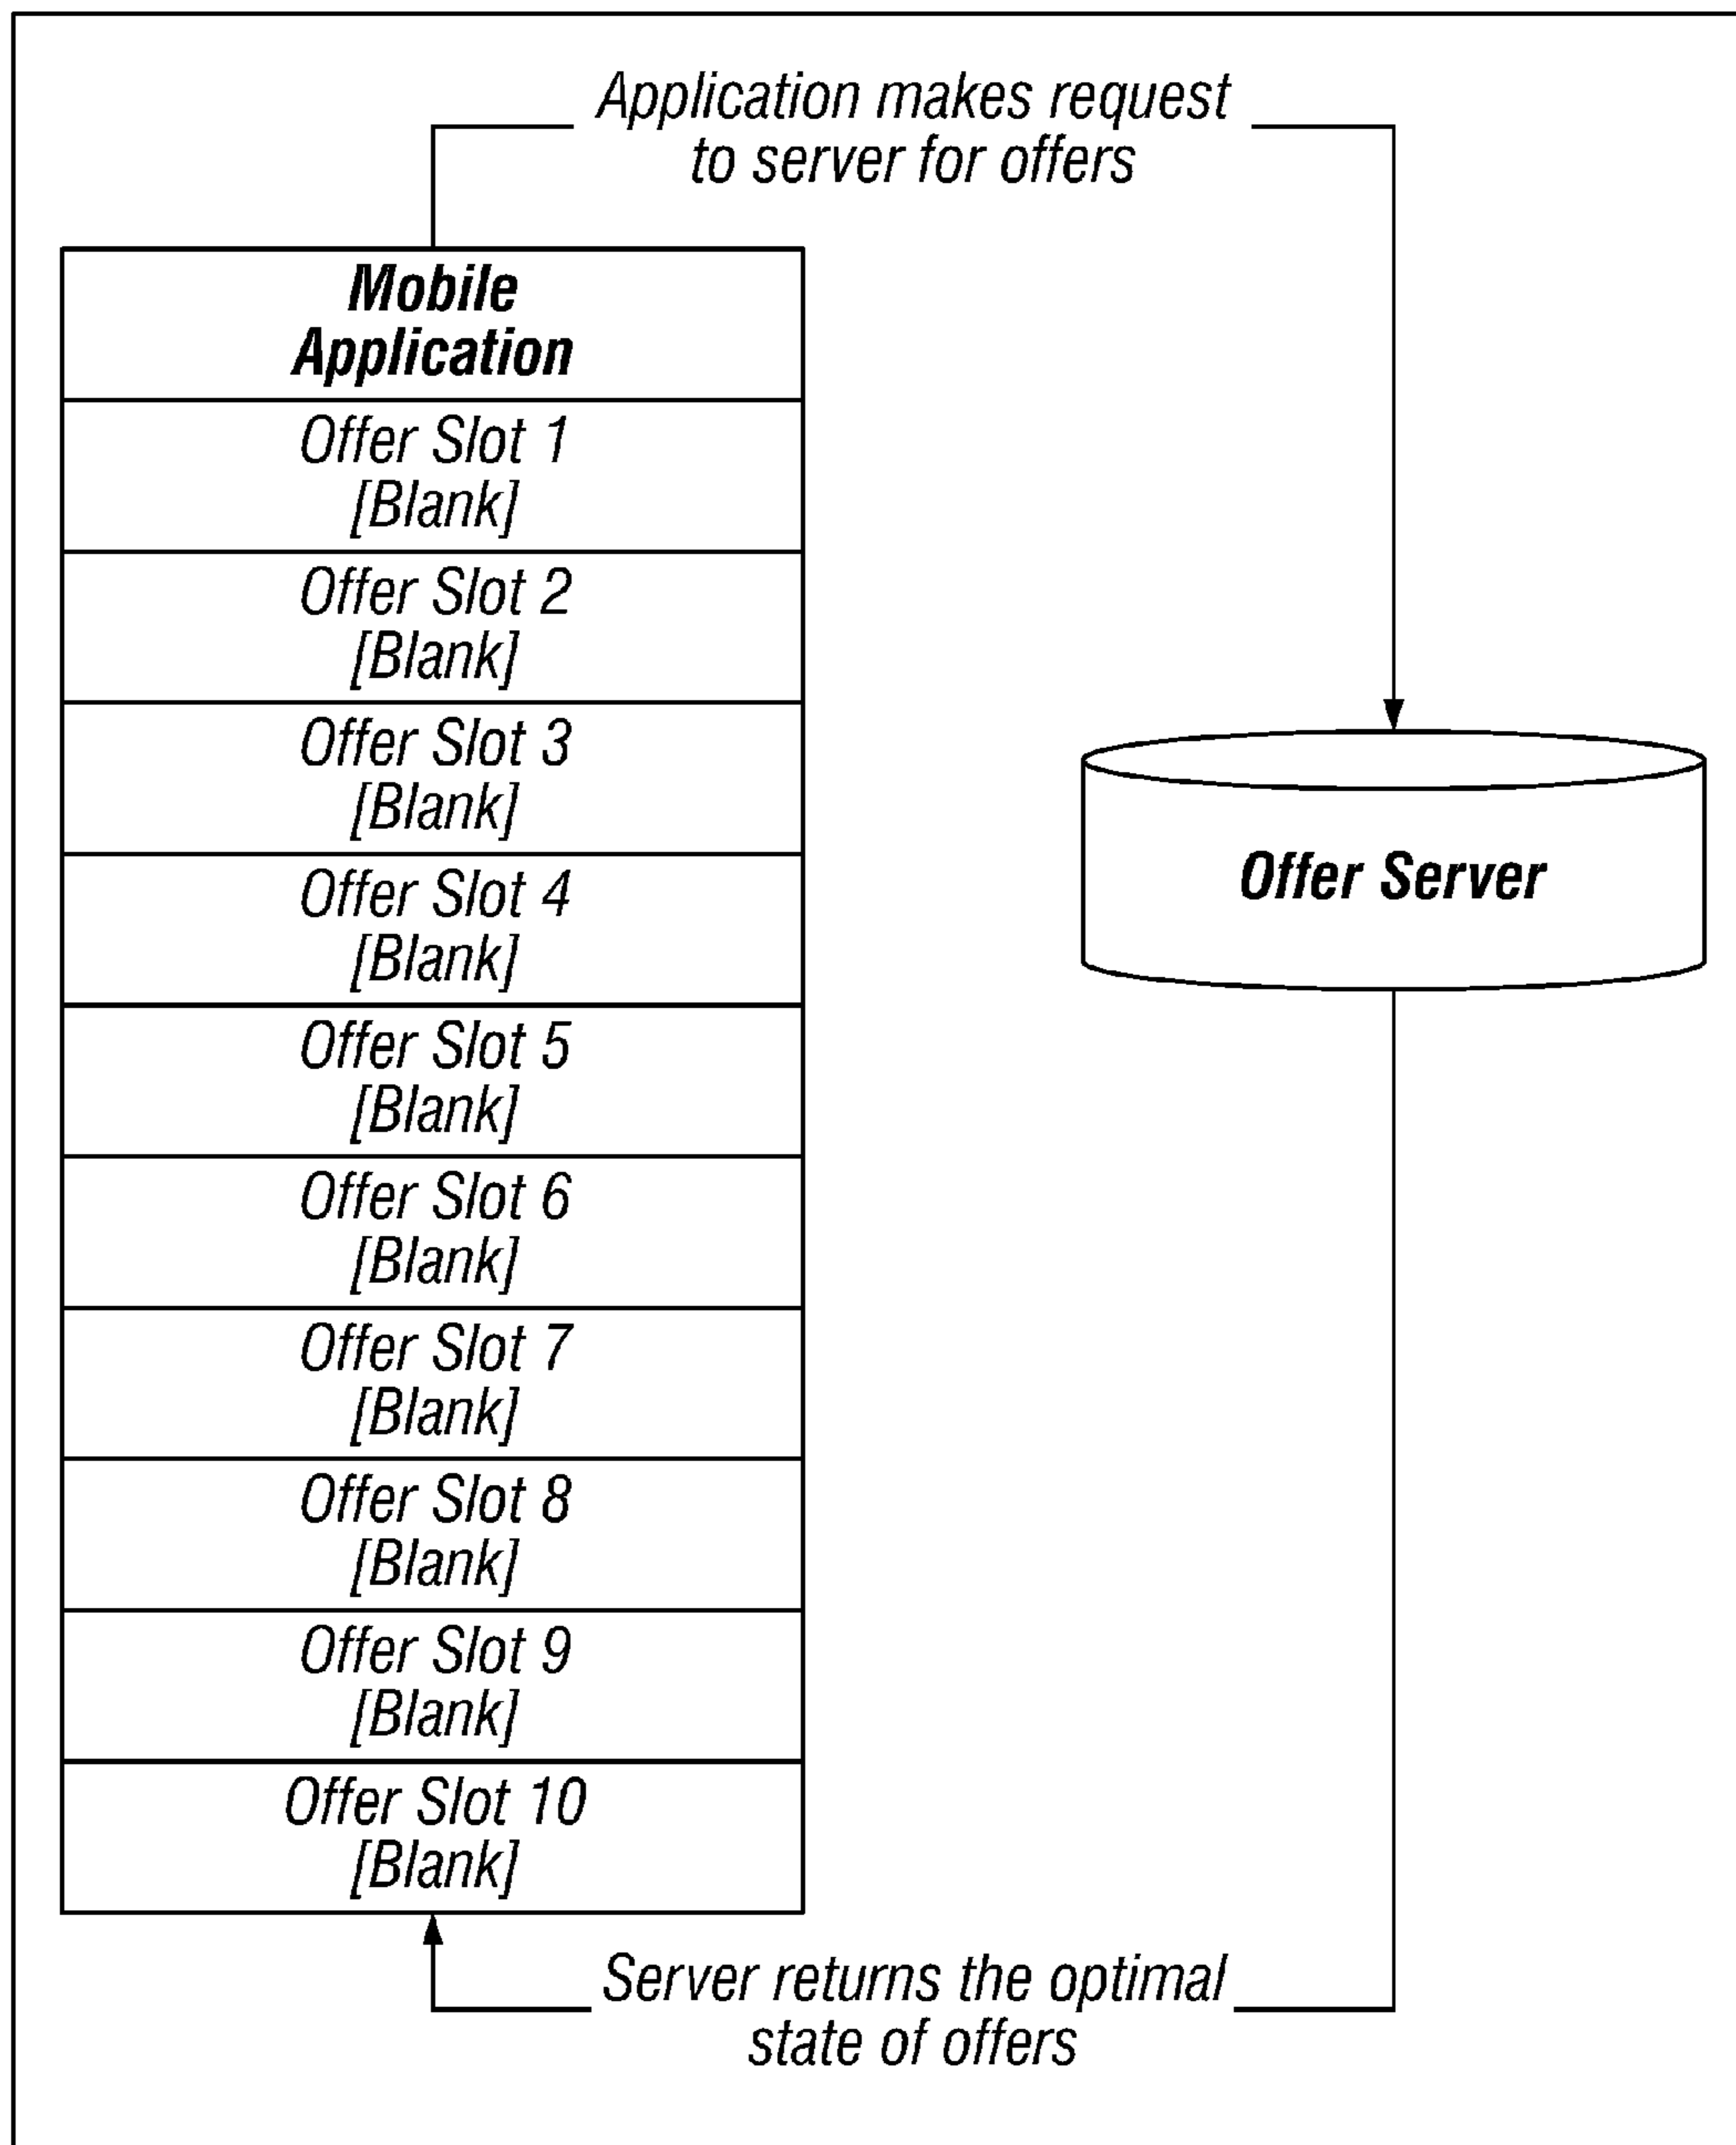 Application makes request
to server for offers
Mobile
Application
Offer Slot 1
[Blank]
Offer Slot 2
[Blank]
Offer Slot 3
[Blank]
Offer Slot 4
[Blank]
Offer Slot 5
[Blank]
Offer Slot 6
[Blank]
Offer Slot 7
[Blank]
Offer Slot 8
[Blank]
Offer Slot 9
[Blank]
Offer Slot 10
[Blank]
Offer Server
Server returns the optimal
state of offers